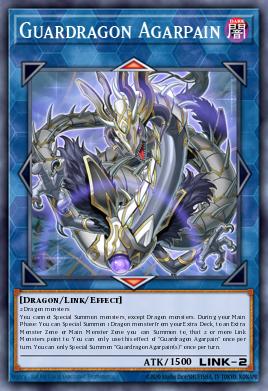 Guardragon Agarpain
DARK
闇
[Dragon/Link/Effect]
2 Dragon monsters
You cannot Special Summon monsters, except Dragon monsters. During your Main
Phase: You can Special Summon 1 Dragon monster from your Extra Deck, to an Extra
Monster Zone or Main Monster Zone you can Summon to, that 2 or more Link
Monsters point to. You can only use this effect of "Guardragon Agarpain" once per
turn. You can only Special Summon "Guardragon Agarpain(s)" once per turn.
ATK/1500 LINK-2